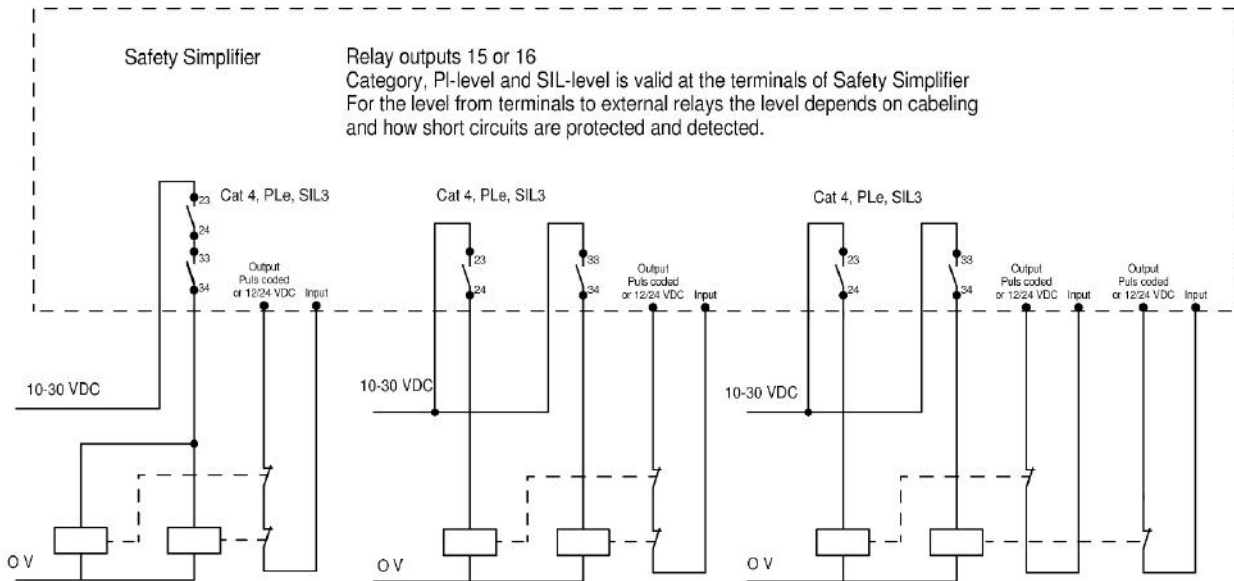 Safety Simplifier
Relay outputs 15 or 16
Category, Pl-level and SIL-level is valid at the terminals of Safety Simplifier
For the level from terminals to external relays the level depends on cabeling
and how short circuits are protected and detected.
Cat 4, PLe, SIL3
23
24
33
34
Output
Puls coded
or 12/24 VDC
Input
10-30 VDC
O V
Cat 4, PLe, SIL3
23
24
33
34
Output
Puls coded
or 12/24 VDC
Input
10-30 VDC
O V
Cat 4, PLe, SIL3
23
24
33
34
Output
Puls coded
or 12/24 VDC
Input
Output
Puls coded
or 12/24 VDC
Input
10-30 VDC
O V